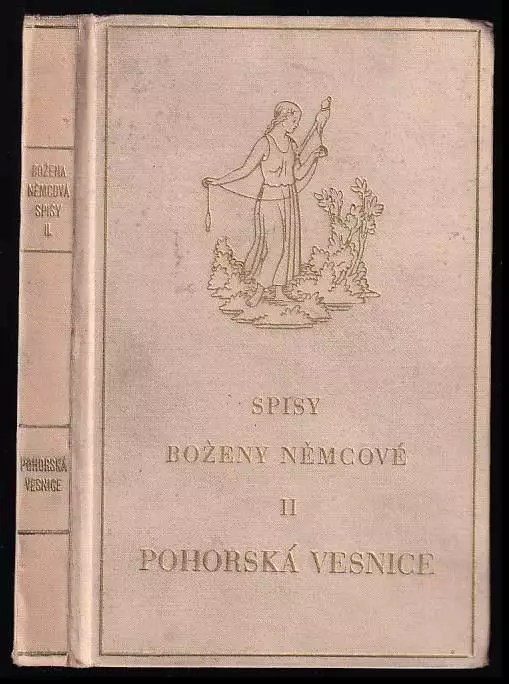 BOŽENA
NĚMCOVÁ
SPISY
II.
POHORSKÁ
VESNICE
SPISY
BOŽENY NĚMCOVÉ
II
POHORSKÁ VESNICE